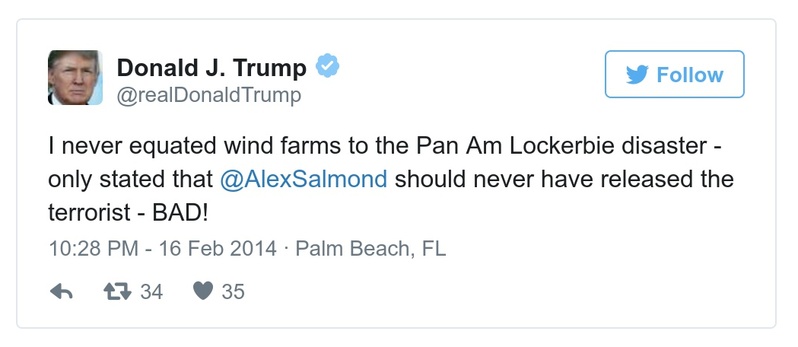 Donald J. Trump
@realDonaldTrump
Follow
I never equated wind farms to the Pan Am Lockerbie disaster -
only stated that @AlexSalmond should never have released the
terrorist - BAD!
10:28 PM - 16 Feb 2014 · Palm Beach, FL
34 35